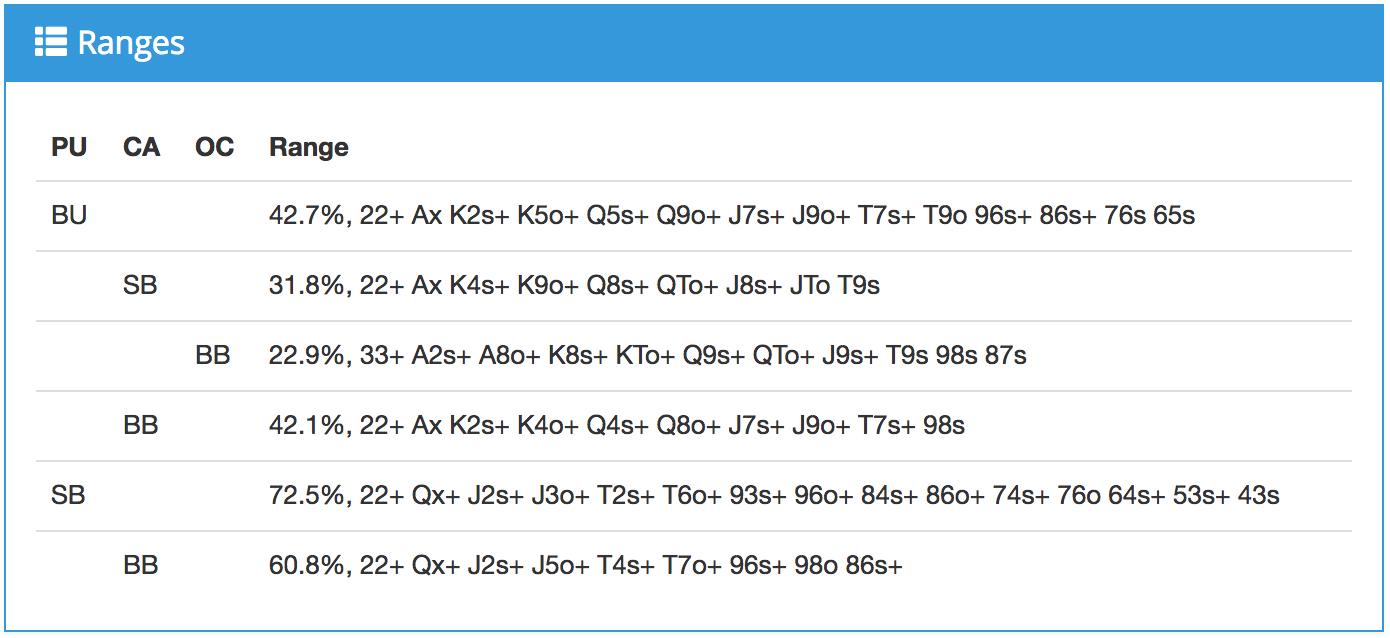 Ranges
PU CA OC Range
BU 42.7%, 22+ Ax K2s+ K5o+ Q5s+ Q9o+ J7s+ J9o+ T7s+ T9o 96s+ 86s+ 76s 65s
SB 31.8%, 22+ Ax K4s+ K9o+ Q8s+ QTo+ J8s+ JTo T9s
BB 22.9%, 33+ A2s+ A8o+ K8s+ KTo+ Q9s+ QTo+ J9s+ T9s 98s 87s
BB 42.1%, 22+ Ax K2s+ K4o+ Q4s+ Q8o+ J7s+ J9o+ T7s+ 98s
SB 72.5%, 22+ Qx+ J2s+ J3o+ T2s+ T6o+ 93s+ 96o+ 84s+ 86o+ 74s+ 76o 64s+ 53s+ 43s
BB 60.8%, 22+ Qx+ J2s+ J5o+ T4s+ T7o+ 96s+ 98o 86s+